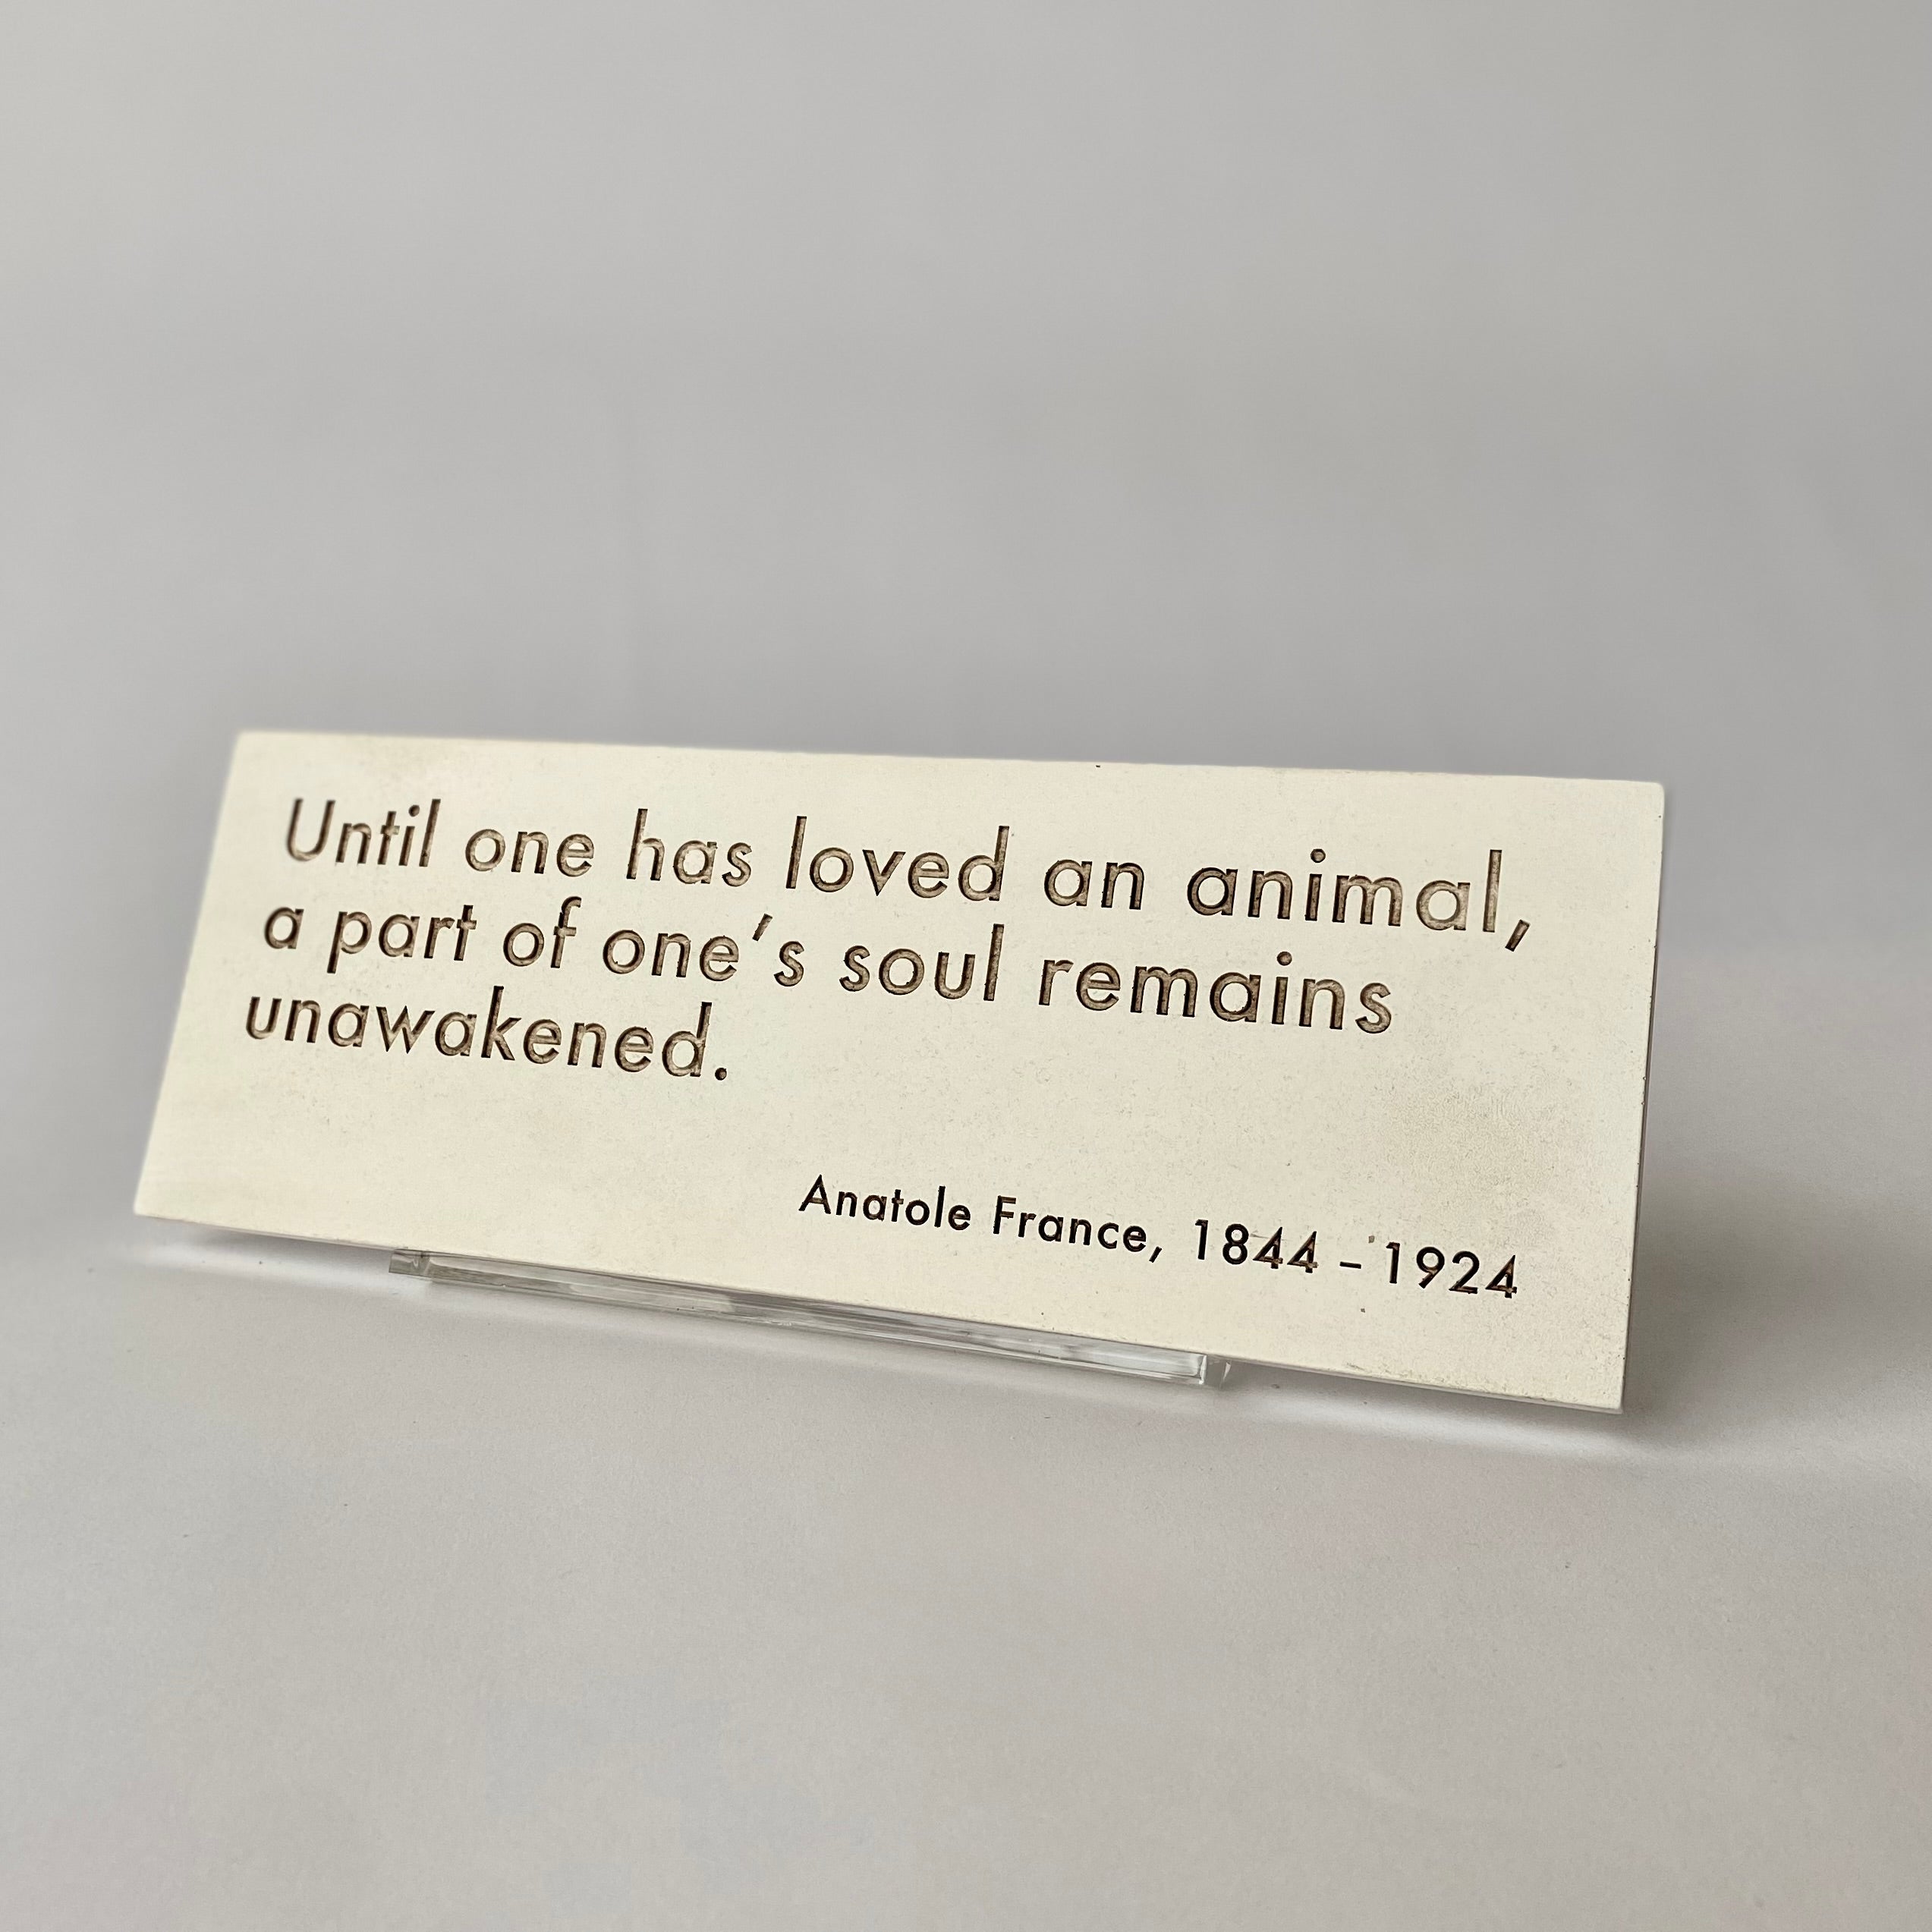 Until one has loved an animal,
a part of one’s soul remains
unawakened.
Anatole France, 1844 – 1924